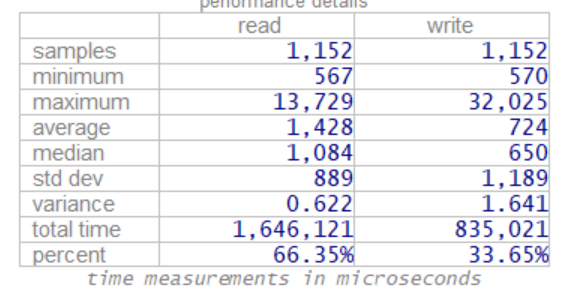 performance details
read write
samples 1,152 1,152
minimum 567 570
maximum 13,729 32,025
average 1,428 724
median 1,084 650
std dev 889 1,189
variance 0.622 1.641
total time 1,646,121 835,021
percent 66.35% 33.65%
time measurements in microseconds